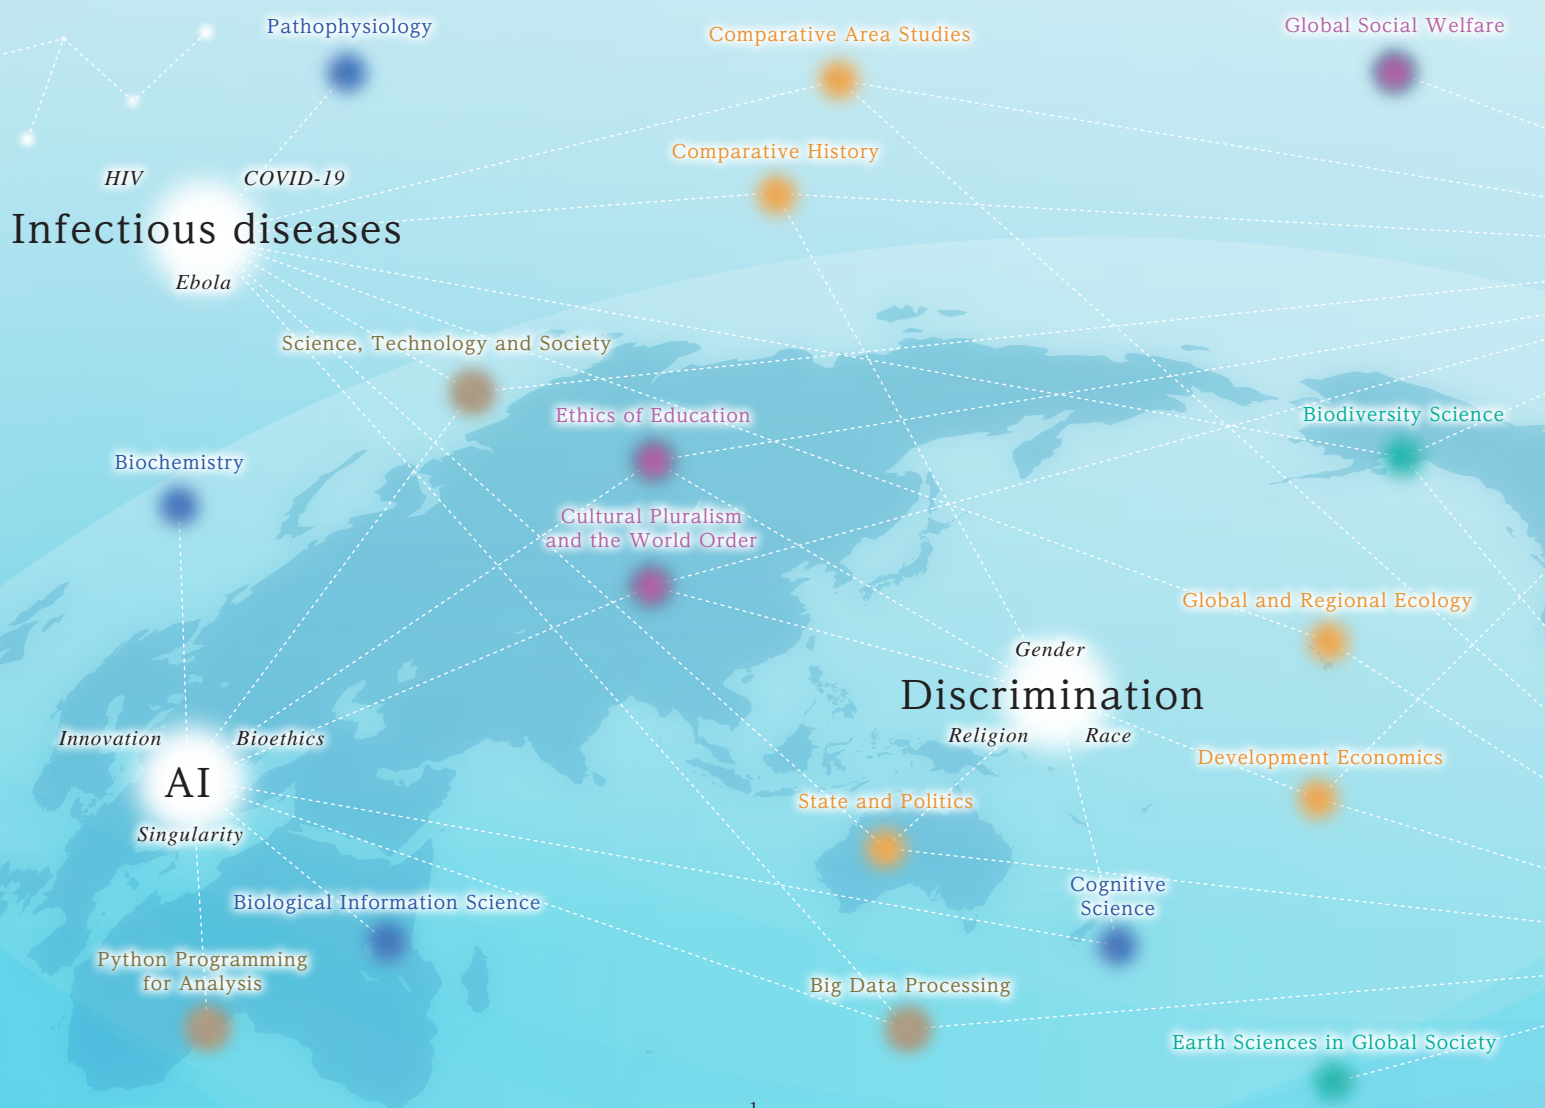 Pathophysiology
Comparative Area Studies
Global Social Welfare
Comparative History
HIV
COVID-19
Infectious diseases
Ebola
Science, Technology and Society
Ethics of Education
Biodiversity Science
Biochemistry
Cultural Pluralism
and the World Order
Global and Regional Ecology
Gender
Discrimination
Religion
Race
Innovation
Bioethics
AI
Singularity
Development Economics
State and Politics
Cognitive
Science
Biological Information Science
Python Programming
for Analysis
Big Data Processing
Earth Sciences in Global Society
1